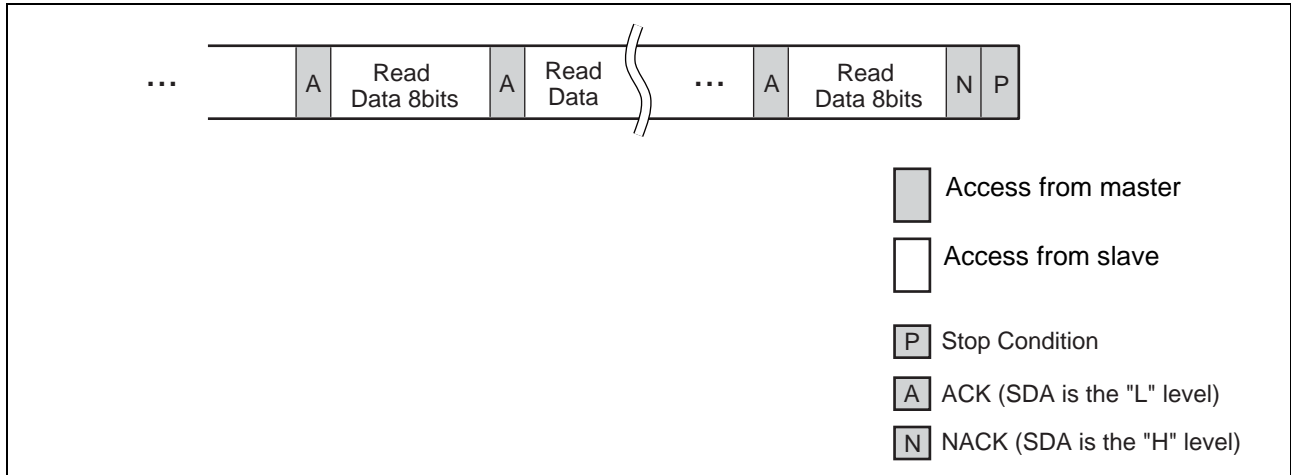 ... A Read Data 8bits A Read Data ... A Read Data 8bits N P
Access from master
Access from slave
P Stop Condition
A ACK (SDA is the "L" level)
N NACK (SDA is the "H" level)